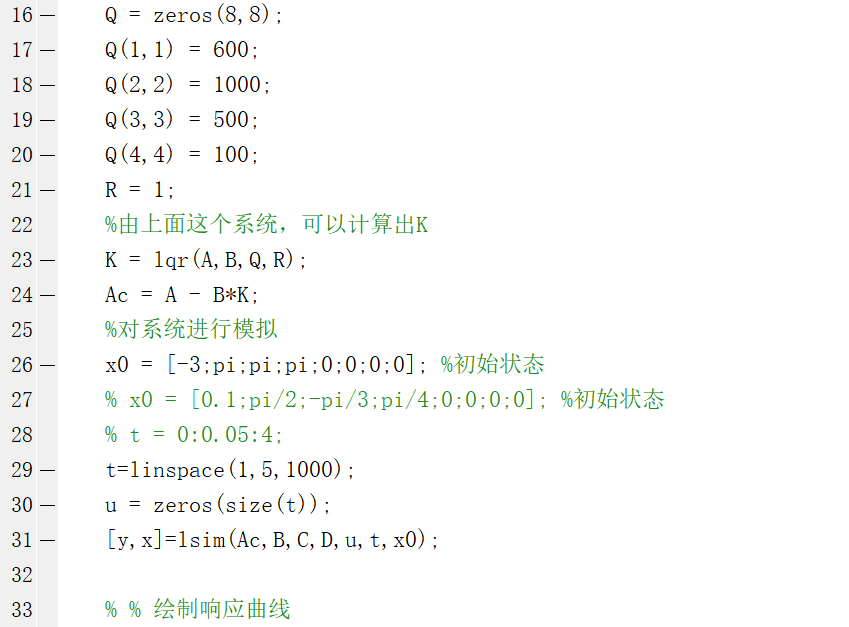 16 — Q = zeros(8,8);
17 — Q(1,1) = 600;
18 — Q(2,2) = 1000;
19 — Q(3,3) = 500;
20 — Q(4,4) = 100;
21 — R = 1;
22 %由上面这个系统，可以计算出K
23 — K = lqr(A,B,Q,R);
24 — Ac = A - B*K;
25 %对系统进行模拟
26 — x0 = [-3;pi;pi;pi;0;0;0;0]; %初始状态
27 % x0 = [0.1;pi/2;-pi/3;pi/4;0;0;0;0]; %初始状态
28 % t = 0:0.05:4;
29 — t=linspace(1,5,1000);
30 — u = zeros(size(t));
31 — [y,x]=lsim(Ac,B,C,D,u,t,x0);
32
33 % % 绘制响应曲线